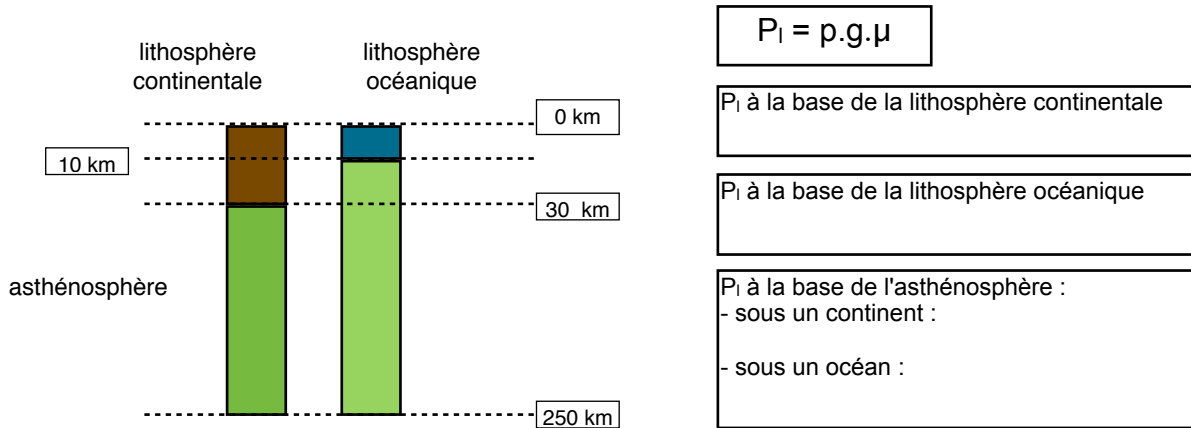 lithosphère
continentale
lithosphère
océanique
0 km
10 km
30 km
asthénosphère
250 km
Pl = p.g.µ
Pl à la base de la lithosphère continentale
Pl à la base de la lithosphère océanique
Pl à la base de l'asthénosphère :
- sous un continent :
- sous un océan :